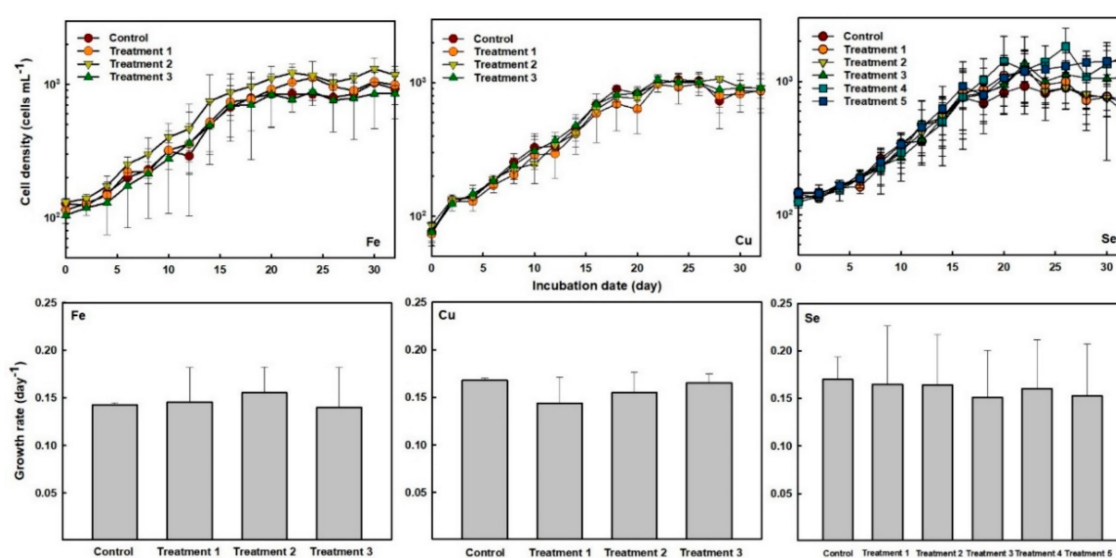 Cell density (cells mL⁻¹)
10³
10²
Control
Treatment 1
Treatment 2
Treatment 3
Fe
0 5 10 15 20 25 30
10³
10²
Control
Treatment 1
Treatment 2
Treatment 3
Cu
0 5 10 15 20 25 30
10³
10²
Control
Treatment 1
Treatment 2
Treatment 3
Treatment 4
Treatment 5
Se
0 5 10 15 20 25 30
Incubation date (day)
Growth rate (day⁻¹)
0.25
0.20
0.15
0.10
0.05
Fe
Control Treatment 1 Treatment 2 Treatment 3
0.25
0.20
0.15
0.10
0.05
Cu
Control Treatment 1 Treatment 2 Treatment 3
0.25
0.20
0.15
0.10
0.05
Se
Control Treatment 1 Treatment 2 Treatment 3 Treatment 4 Treatment 5